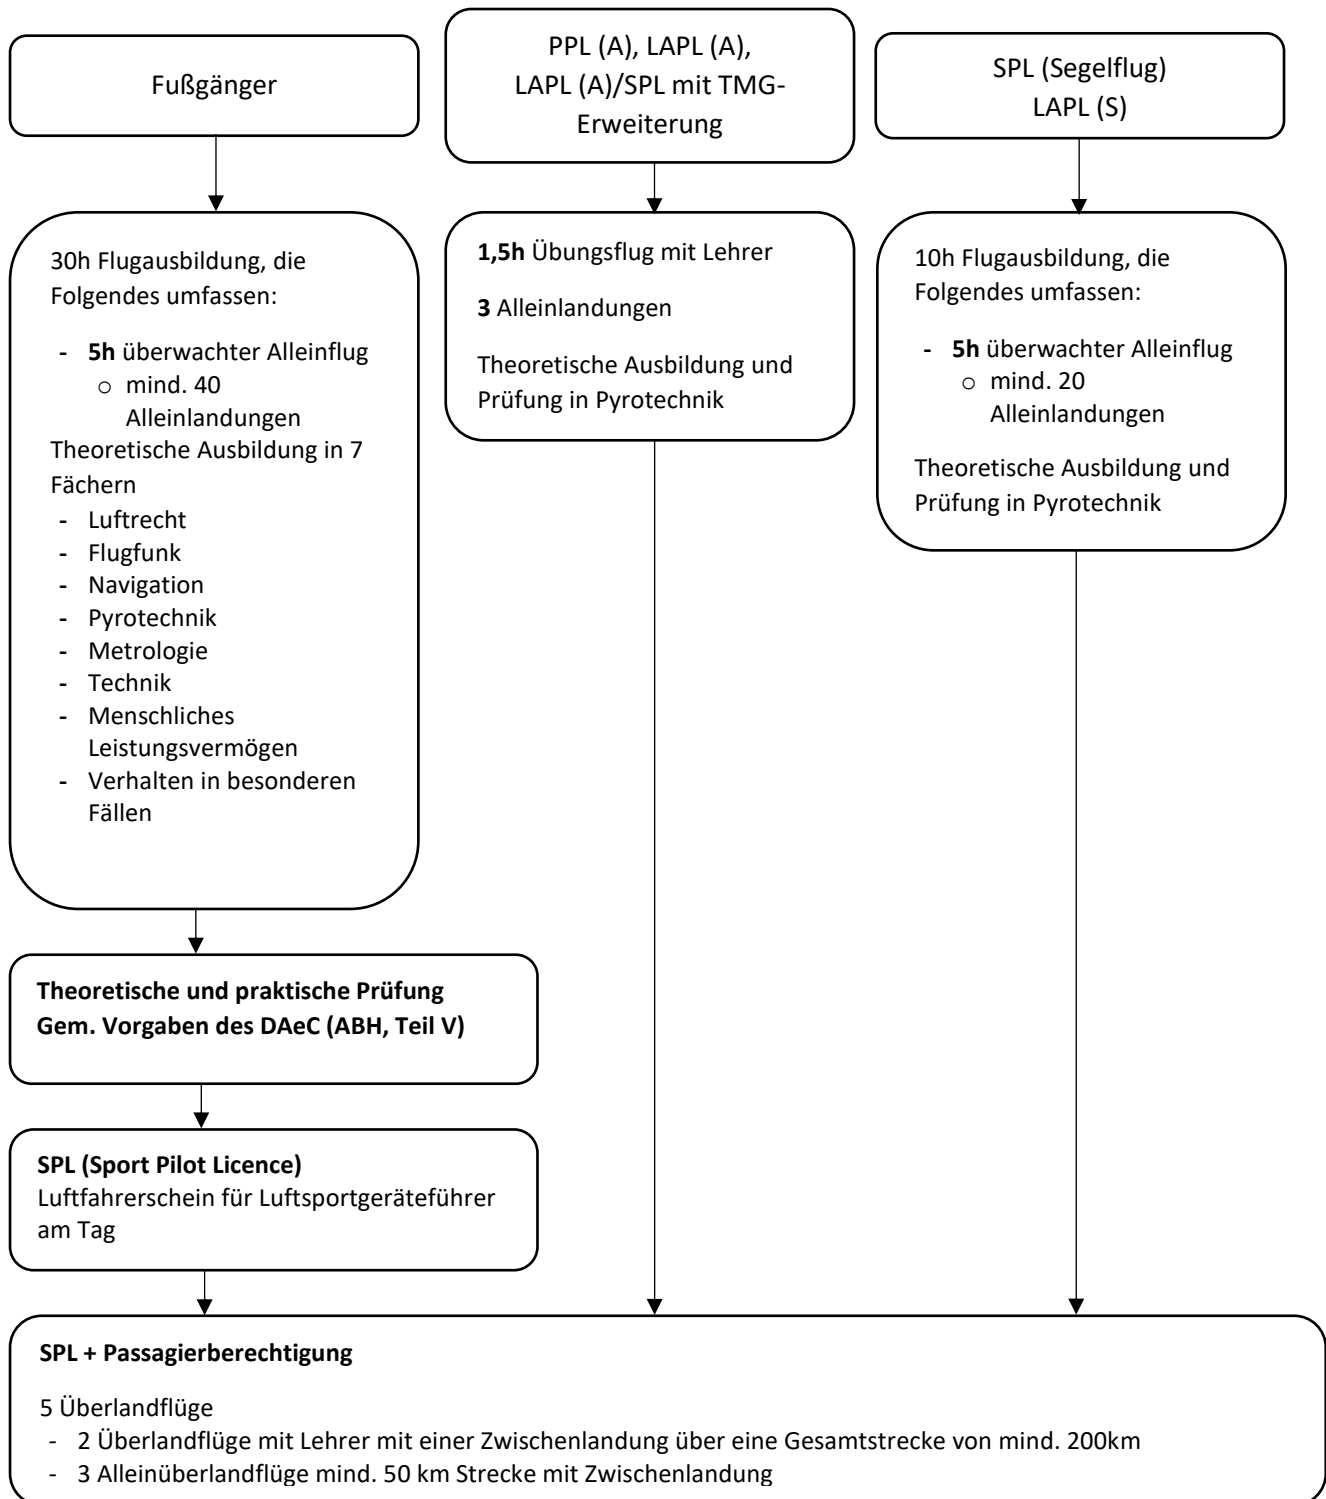 Fußgänger
PPL (A), LAPL (A),
LAPL (A)/SPL mit TMG-
Erweiterung
SPL (Segelflug)
LAPL (S)
30h Flugausbildung, die
Folgendes umfassen:
- 5h überwachter Alleinflug
o mind. 40
Alleinlandungen
Theoretische Ausbildung in 7
Fächern
- Luftrecht
- Flugfunk
- Navigation
- Pyrotechnik
- Metrologie
- Technik
- Menschliches
Leistungsvermögen
- Verhalten in besonderen
Fällen
1,5h Übungsflug mit Lehrer
3 Alleinlandungen
Theoretische Ausbildung und
Prüfung in Pyrotechnik
10h Flugausbildung, die
Folgendes umfassen:
- 5h überwachter Alleinflug
o mind. 20
Alleinlandungen
Theoretische Ausbildung und
Prüfung in Pyrotechnik
Theoretische und praktische Prüfung
Gem. Vorgaben des DAeC (ABH, Teil V)
SPL (Sport Pilot Licence)
Luftfahrerschein für Luftsportgeräteführer
am Tag
SPL + Passagierberechtigung
5 Überlandflüge
- 2 Überlandflüge mit Lehrer mit einer Zwischenlandung über eine Gesamtstrecke von mind. 200km
- 3 Alleinüberlandflüge mind. 50 km Strecke mit Zwischenlandung